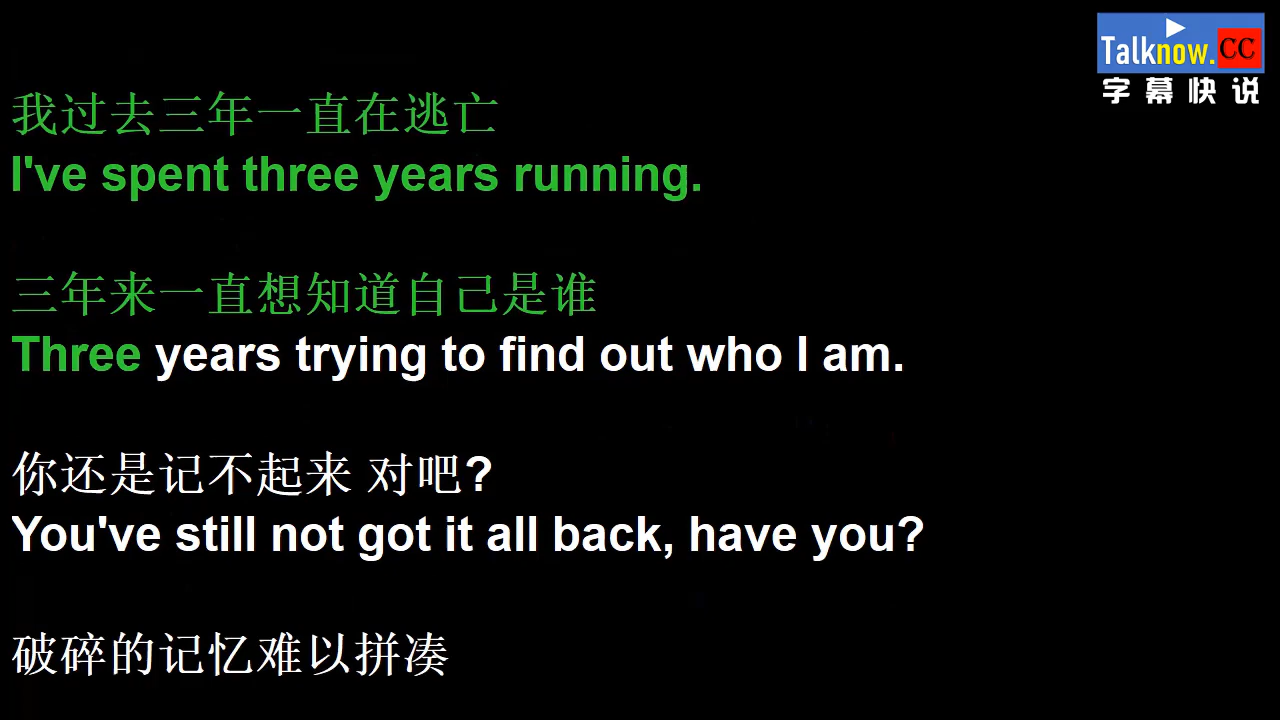 Talknow.CC
字幕快说
我过去三年一直在逃亡
I've spent three years running.
三年来一直想知道自己是谁
Three years trying to find out who I am.
你还是记不起来 对吧?
You've still not got it all back, have you?
破碎的记忆难以拼凑